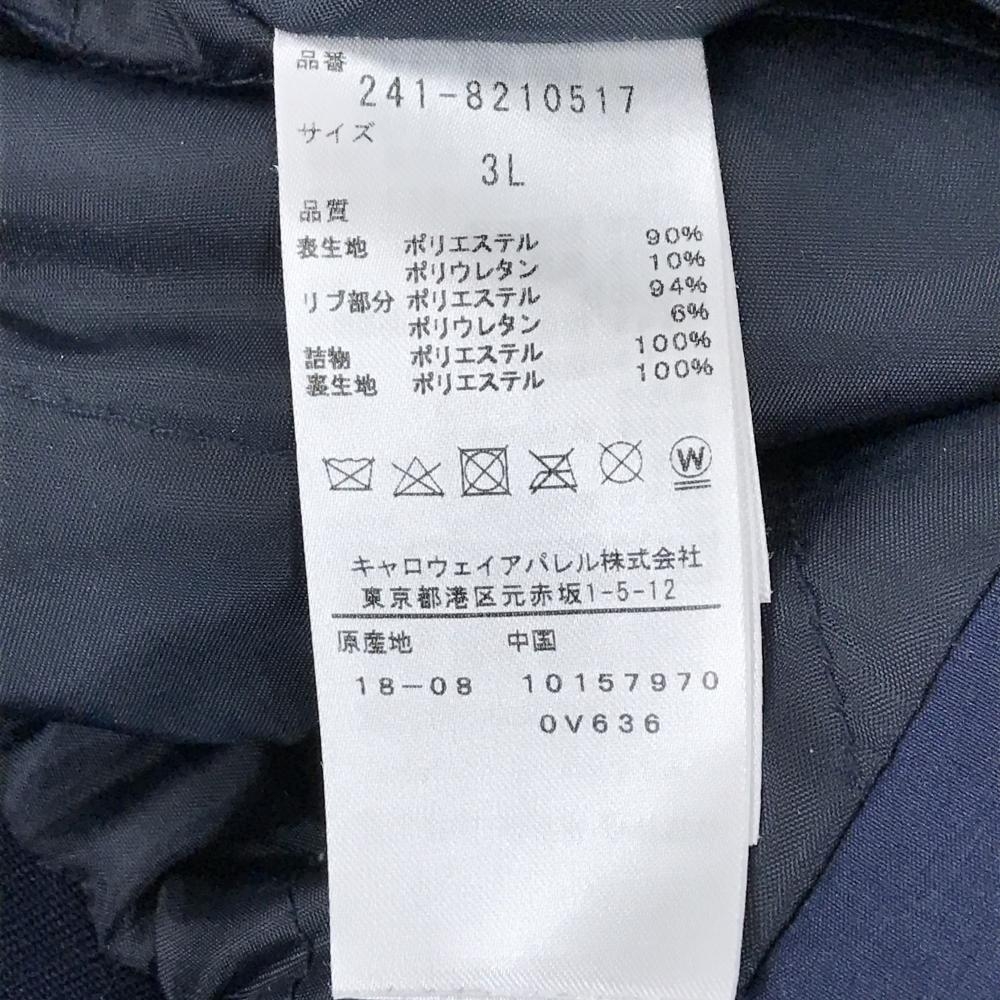 品番
241-8210517
サイズ
3L
品質
表生地 ポリエステル 90%
ポリウレタン 10%
リブ部分 ポリエステル 94%
ポリウレタン 6%
詰物 ポリエステル 100%
裏生地 ポリエステル 100%
W
キャロウェイアパレル株式会社
東京都港区元赤坂1-5-12
原産地 中国
18-08 10157970
0V636